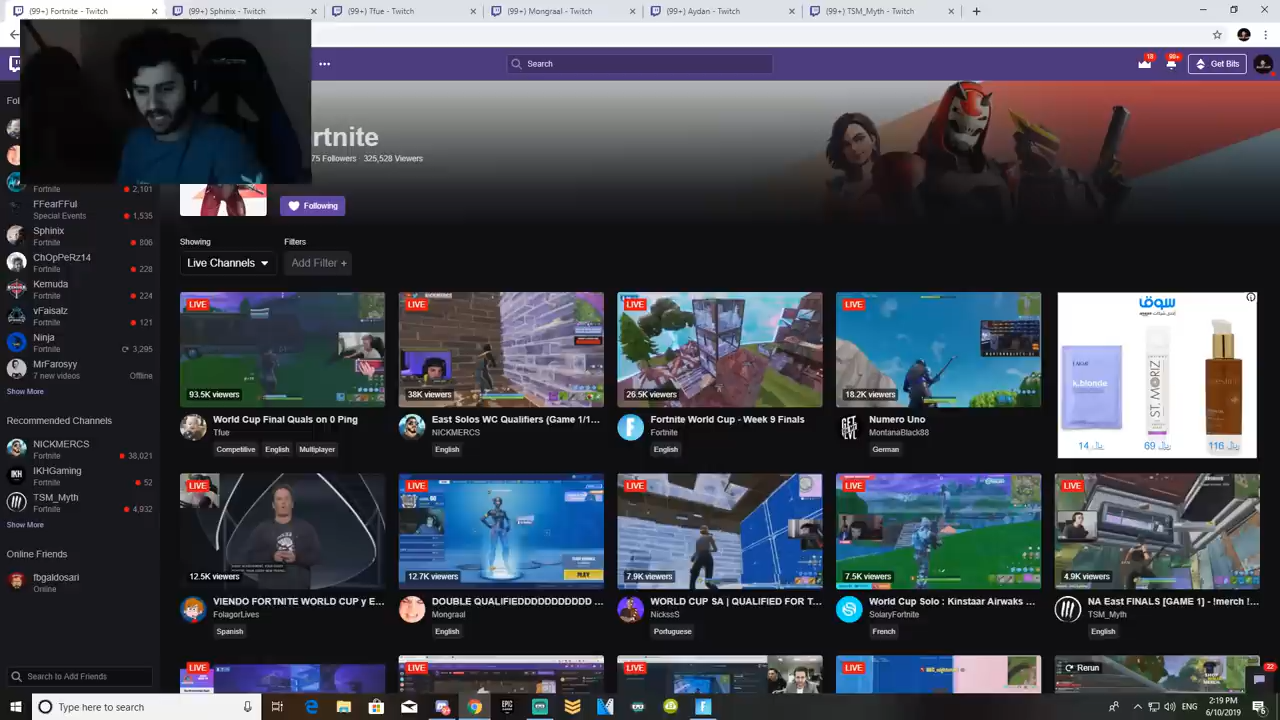 (99+) Fortnite - Twitch
(99+) Sphinix - Twitch
(99+) Tfue - Twitch
(99+) Mongraal - Twitch
(99+) Aydan - Twitch
(99+) TSM_Myth - Twitch
Search
18
99+
Get Bits
rtnite
75 Followers · 325,528 Viewers
Following
Fortnite
2,101
FFearFFul
Special Events
1,535
Sphinix
Fortnite
806
ChOpPeRz14
Fortnite
228
Kemuda
Fortnite
224
vFaisalz
Fortnite
121
Ninja
Fortnite
3,295
MrFarosyy
7 new videos
Offline
Show More
Recommended Channels
NICKMERCS
Fortnite
38,021
IKHGaming
Fortnite
52
TSM_Myth
Fortnite
4,932
Show More
Online Friends
fbgaldosari
Online
Search to Add Friends
Showing
Filters
Live Channels
Add Filter +
LIVE
93.5K viewers
World Cup Final Quals on 0 Ping
Tfue
Competitive
English
Multiplayer
LIVE
38K viewers
East Solos WC Qualifiers (Game 1/1...
NICKMERCS
English
LIVE
26.5K viewers
Fortnite World Cup - Week 9 Finals
Fortnite
English
LIVE
18.2K viewers
Numero Uno
MontanaBlack88
German
سوق
k.blonde
ST.MORIZ
14 ريال
69 ريال
116 ريال
LIVE
12.5K viewers
VIENDO FORTNITE WORLD CUP y E...
FolagorLives
Spanish
LIVE
12.7K viewers
DOUBLE QUALIFIEDDDDDDDDDD ...
Mongraal
English
LIVE
7.9K viewers
WORLD CUP SA | QUALIFIED FOR T...
NickssS
Portuguese
LIVE
7.5K viewers
World Cup Solo : Kinstaar Airwaks ...
SolaryFortnite
French
LIVE
4.9K viewers
NA East FINALS [GAME 1] - !merch !...
TSM_Myth
English
LIVE
LIVE
LIVE
LIVE
Rerun
22
Type here to search
ENG
2:19 PM
6/10/2019